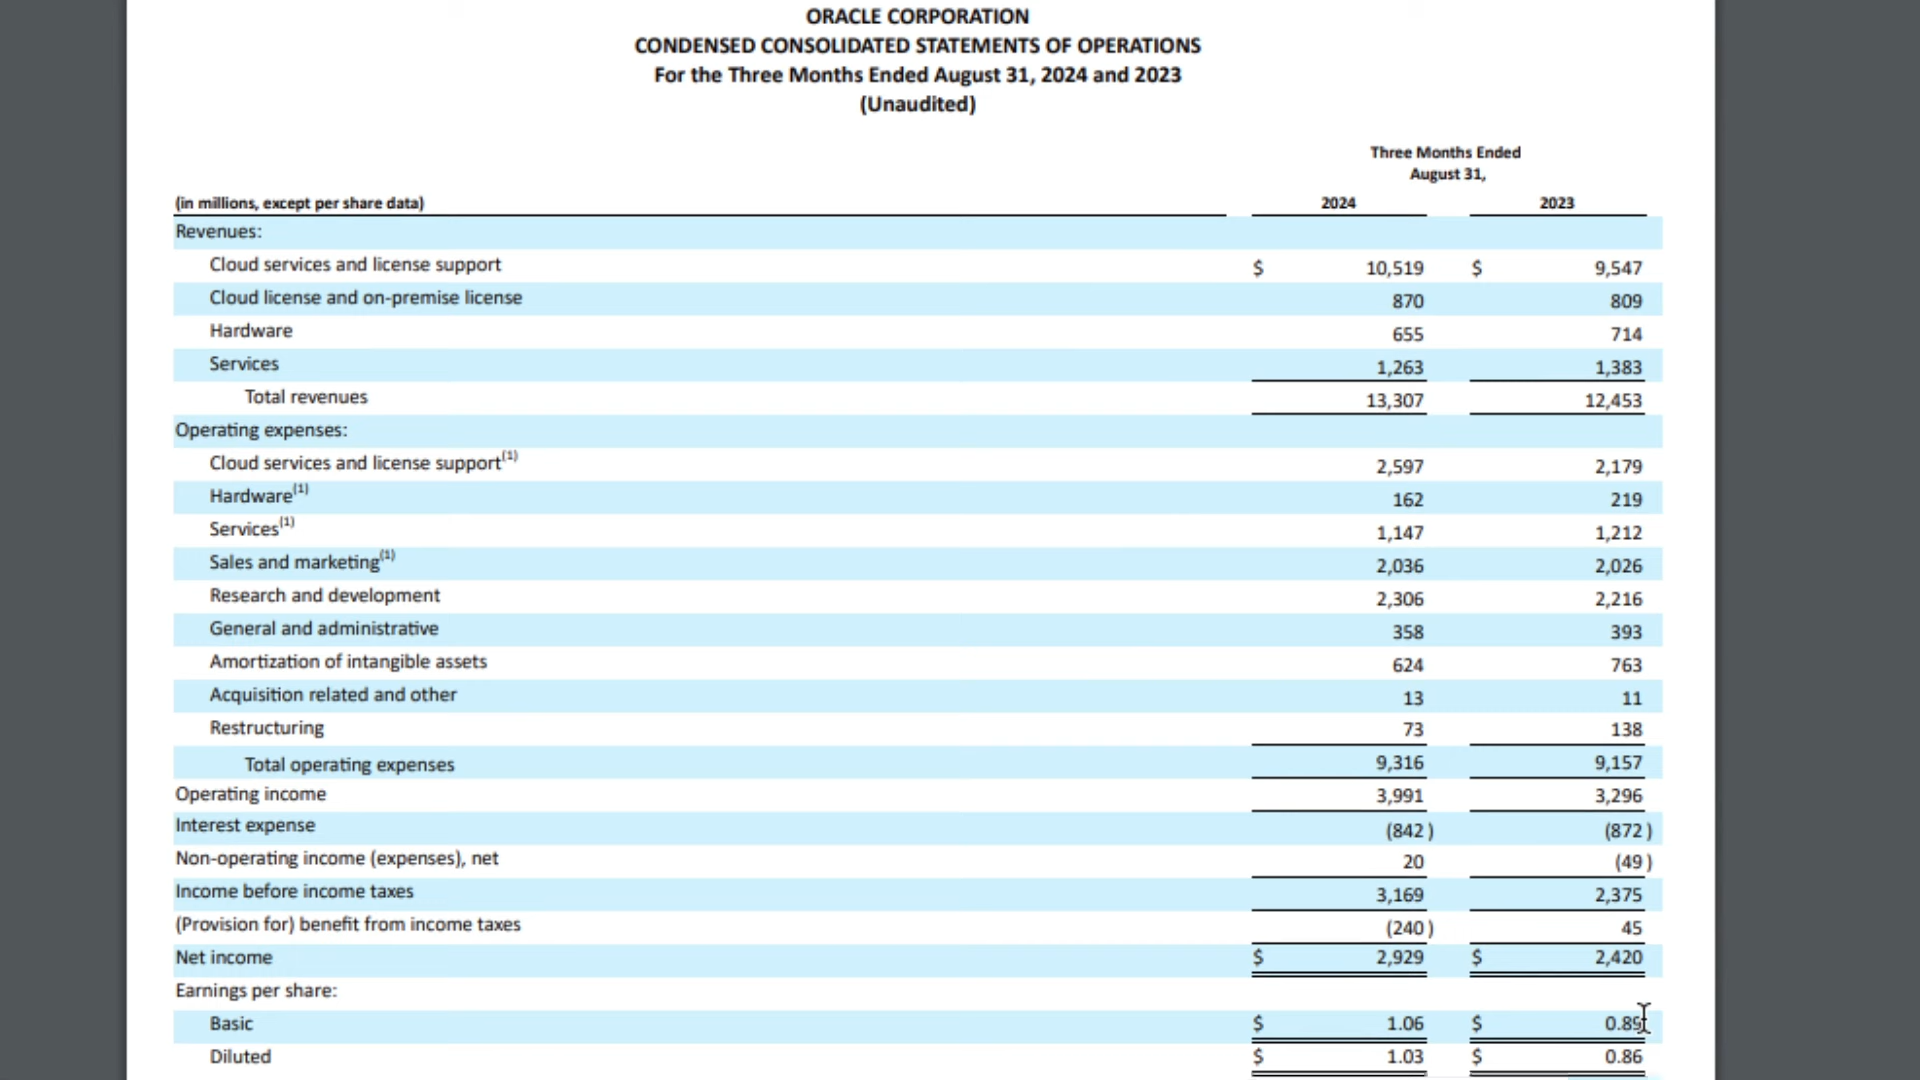 ORACLE CORPORATION
CONDENSED CONSOLIDATED STATEMENTS OF OPERATIONS
For the Three Months Ended August 31, 2024 and 2023
(Unaudited)
Three Months Ended
August 31,
(in millions, except per share data) 2024 2023
Revenues:
Cloud services and license support $ 10,519 $ 9,547
Cloud license and on-premise license 870 809
Hardware 655 714
Services 1,263 1,383
Total revenues 13,307 12,453
Operating expenses:
Cloud services and license support(1) 2,597 2,179
Hardware(1) 162 219
Services(1) 1,147 1,212
Sales and marketing(1) 2,036 2,026
Research and development 2,306 2,216
General and administrative 358 393
Amortization of intangible assets 624 763
Acquisition related and other 13 11
Restructuring 73 138
Total operating expenses 9,316 9,157
Operating income 3,991 3,296
Interest expense (842 ) (872 )
Non-operating income (expenses), net 20 (49 )
Income before income taxes 3,169 2,375
(Provision for) benefit from income taxes (240 ) 45
Net income $ 2,929 $ 2,420
Earnings per share:
Basic $ 1.06 $ 0.89
Diluted $ 1.03 $ 0.86